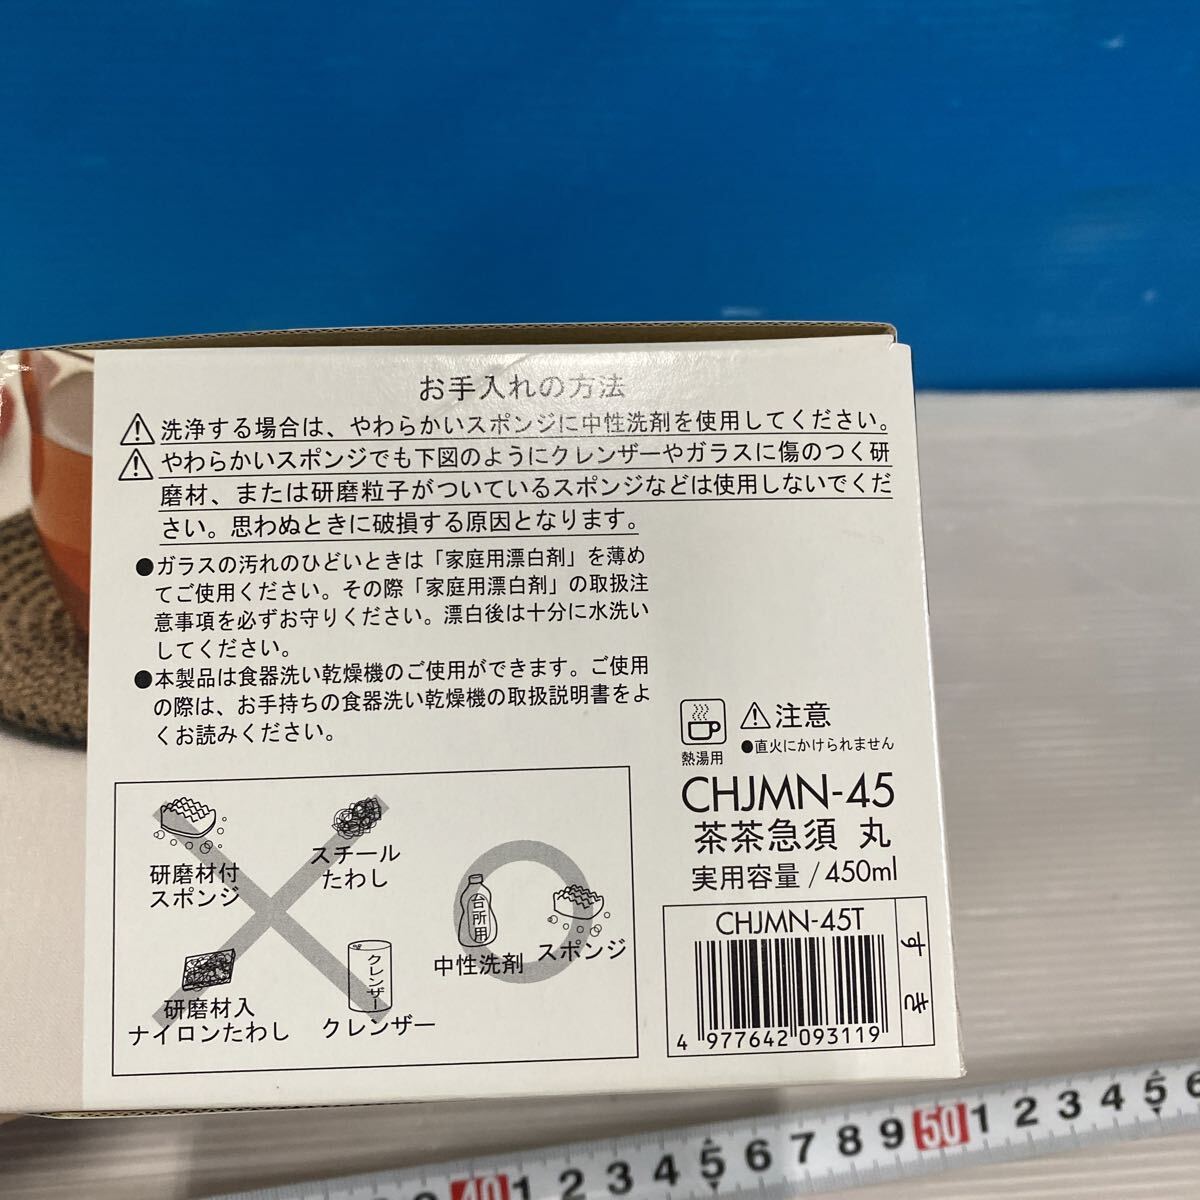 お手入れの方法
洗浄する場合は、やわらかいスポンジに中性洗剤を使用してください。
やわらかいスポンジでも下図のようにクレンザーやガラスに傷のつく研
磨材、または研磨粒子がついているスポンジなどは使用しないでくだ
さい。思わぬときに破損する原因となります。
●ガラスの汚れのひどいときは「家庭用漂白剤」を薄め
てご使用ください。その際「家庭用漂白剤」の取扱注
意事項を必ずお守りください。漂白後は十分に水洗い
してください。
●本製品は食器洗い乾燥機のご使用ができます。ご使用
の際は、お手持ちの食器洗い乾燥機の取扱説明書をよ
くお読みください。
研磨材付
スポンジ
スチール
たわし
研磨材入
ナイロンたわし
クレンザー
クレンザー
台所用
中性洗剤
スポンジ
熱湯用
注意
●直火にかけられません
CHJMN-45
茶茶急須 丸
実用容量 / 450ml
CHJMN-45T
4 977642 093119
すき
40 1 2 3 4 5 6 7 8 9 50 1 2 3 4 5 6